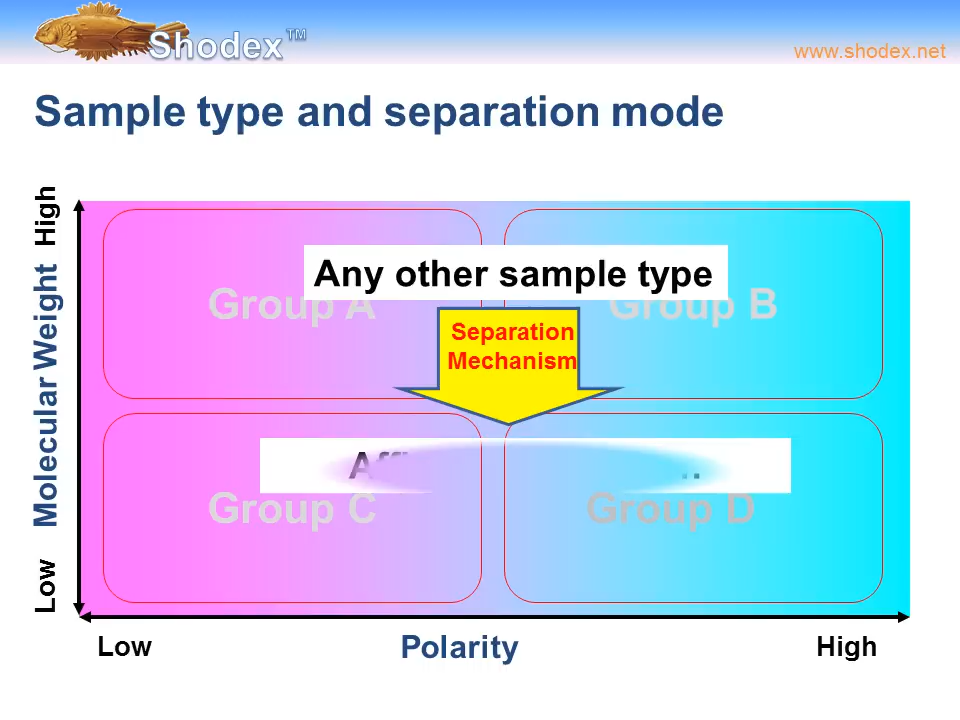 Shodex™
www.shodex.net
Sample type and separation mode
High
Molecular Weight
Low
Any other sample type
Group A
Group B
Separation
Mechanism
Group C
Group D
Low
Polarity
High